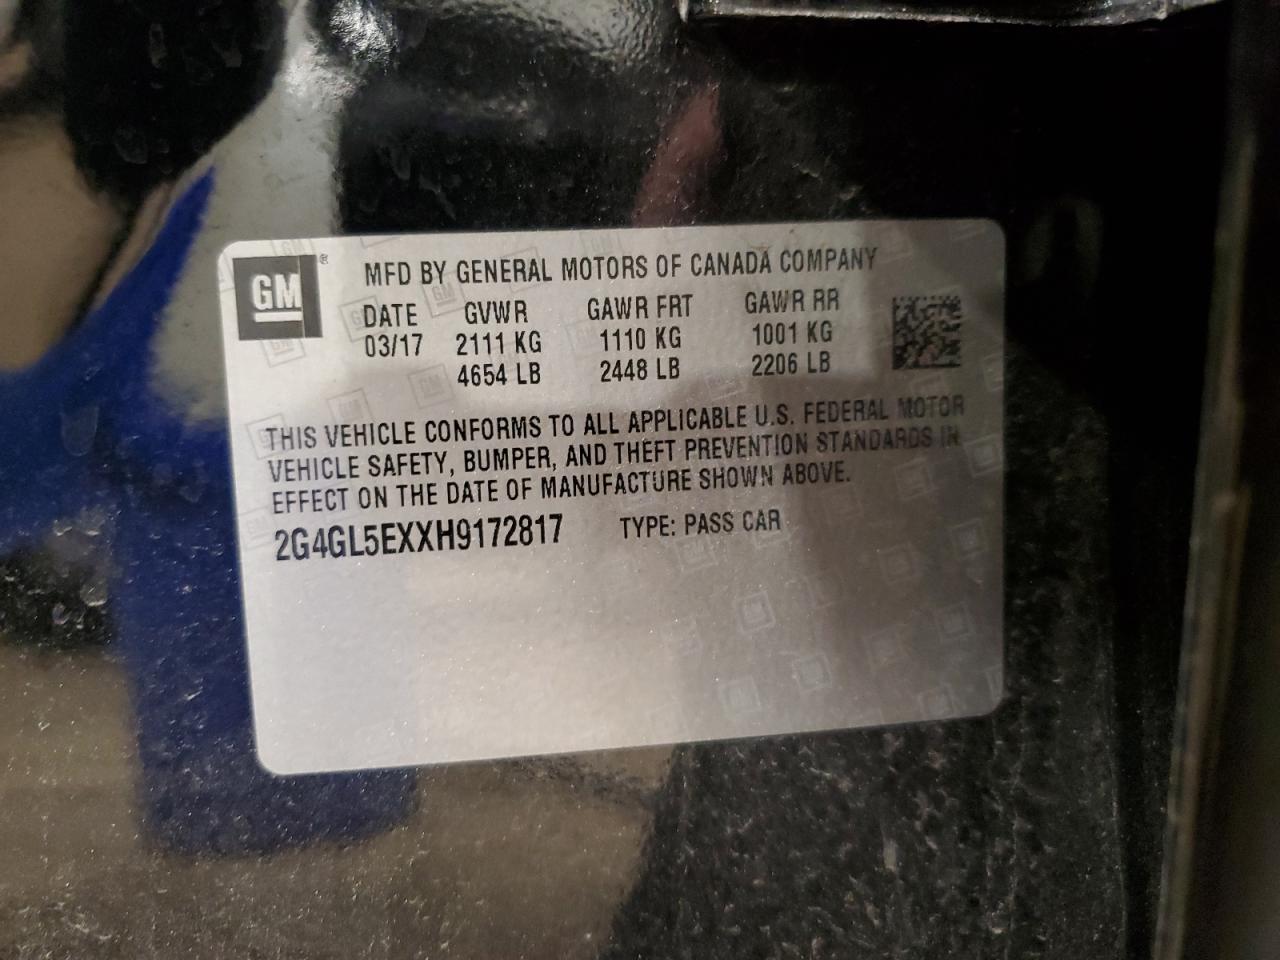 GM ®
MFD BY GENERAL MOTORS OF CANADA COMPANY
DATE GVWR GAWR FRT GAWR RR
03/17 2111 KG 1110 KG 1001 KG
4654 LB 2448 LB 2206 LB
THIS VEHICLE CONFORMS TO ALL APPLICABLE U.S. FEDERAL MOTOR
VEHICLE SAFETY, BUMPER, AND THEFT PREVENTION STANDARDS IN
EFFECT ON THE DATE OF MANUFACTURE SHOWN ABOVE.
2G4GL5EXXH9172817 TYPE: PASS CAR